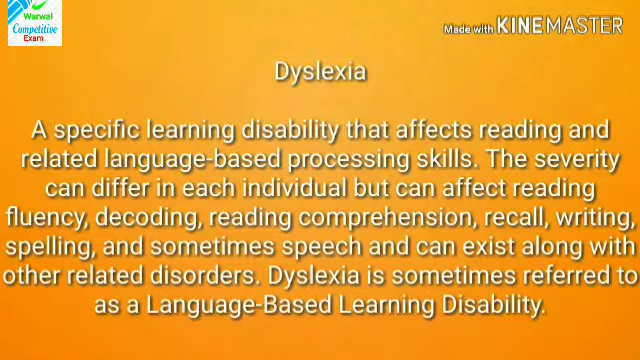 Warwal
Competitive
Exam
Made with KINEMASTER
Dyslexia
A specific learning disability that affects reading and
related language-based processing skills. The severity
can differ in each individual but can affect reading
fluency, decoding, reading comprehension, recall, writing,
spelling, and sometimes speech and can exist along with
other related disorders. Dyslexia is sometimes referred to
as a Language-Based Learning Disability.